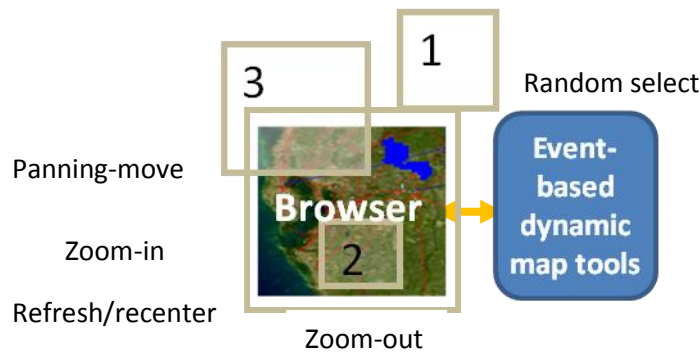 1
3
Random select
Event-
based
dynamic
map tools
Panning-move
Browser
2
Zoom-in
Refresh/recenter
Zoom-out